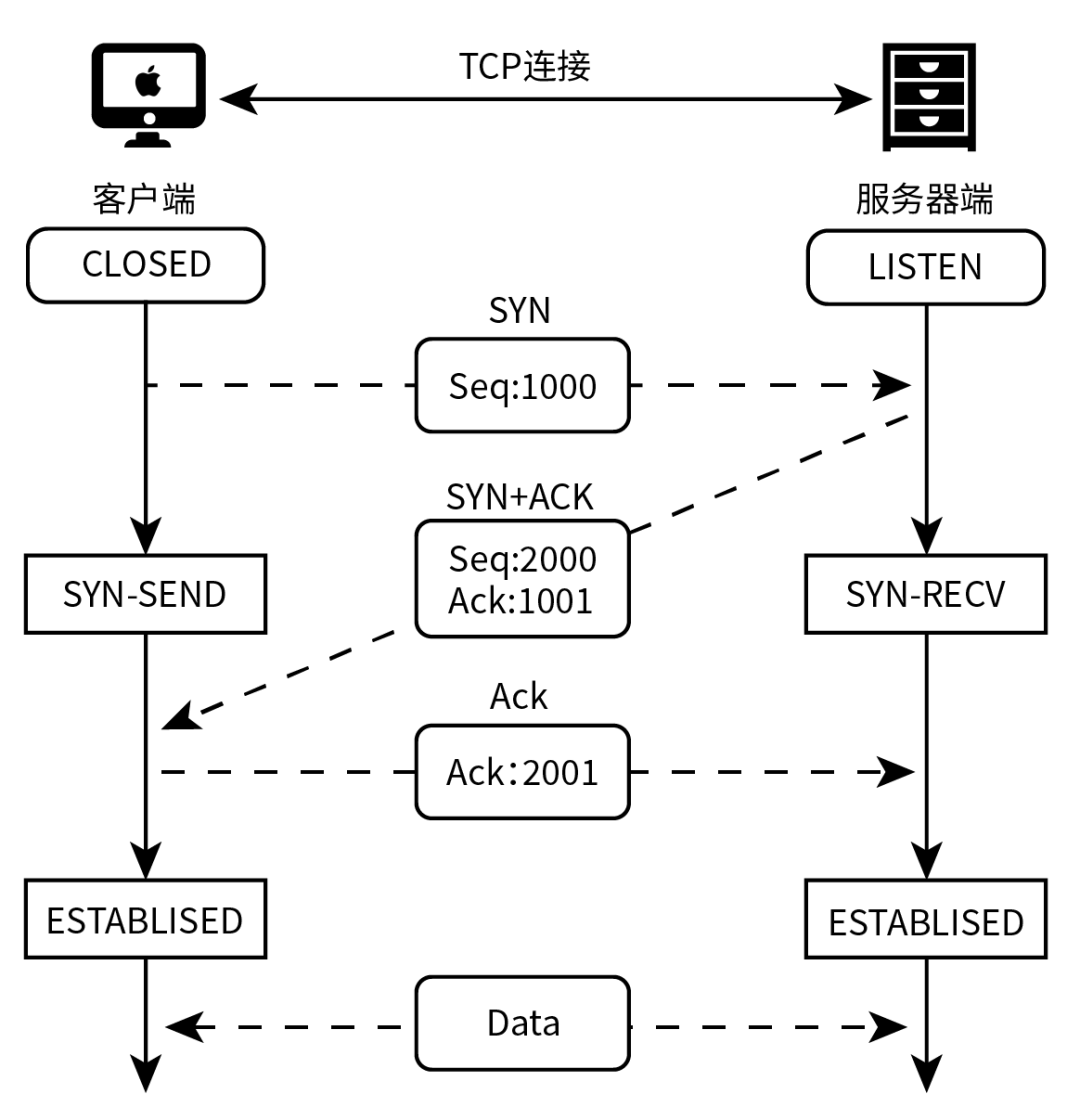 TCP连接
客户端
服务器端
CLOSED
LISTEN
SYN
Seq:1000
SYN+ACK
Seq:2000
Ack:1001
SYN-SEND
SYN-RECV
Ack
Ack：2001
ESTABLISED
ESTABLISED
Data